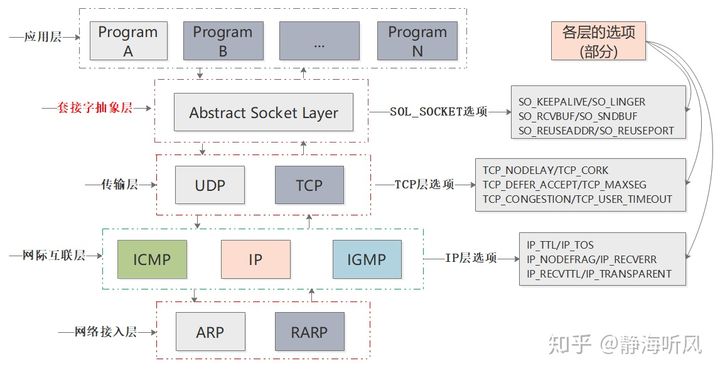 应用层
Program
A
Program
B
...
Program
N
各层的选项
(部分)
套接字抽象层
Abstract Socket Layer
SOL_SOCKET选项
SO_KEEPALIVE/SO_LINGER
SO_RCVBUF/SO_SNDBUF
SO_REUSEADDR/SO_REUSEPORT
传输层
UDP
TCP
TCP层选项
TCP_NODELAY/TCP_CORK
TCP_DEFER_ACCEPT/TCP_MAXSEG
TCP_CONGESTION/TCP_USER_TIMEOUT
网际互联层
ICMP
IP
IGMP
IP层选项
IP_TTL/IP_TOS
IP_NODEFRAG/IP_RECVERR
IP_RECVTTL/IP_TRANSPARENT
网络接入层
ARP
RARP
知乎 @静海听风